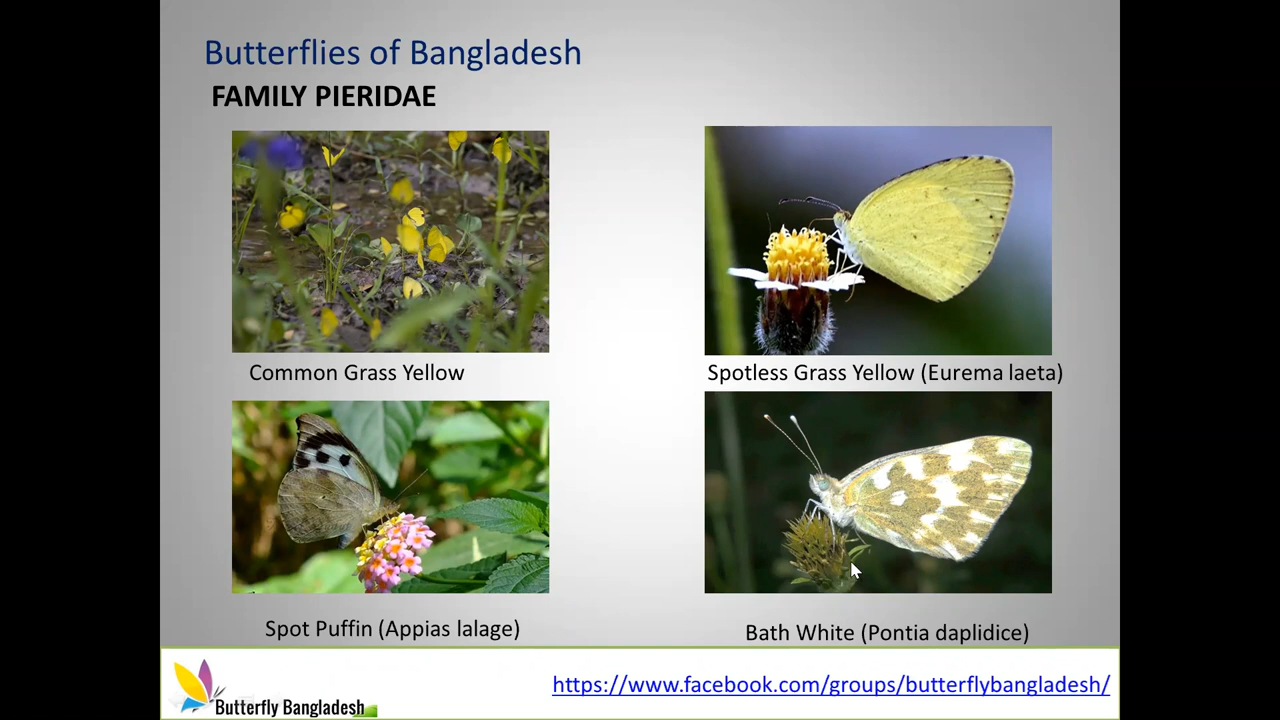 Butterflies of Bangladesh
FAMILY PIERIDAE
Common Grass Yellow
Spotless Grass Yellow (Eurema laeta)
Spot Puffin (Appias lalage)
Bath White (Pontia daplidice)
Butterfly Bangladesh
https://www.facebook.com/groups/butterflybangladesh/